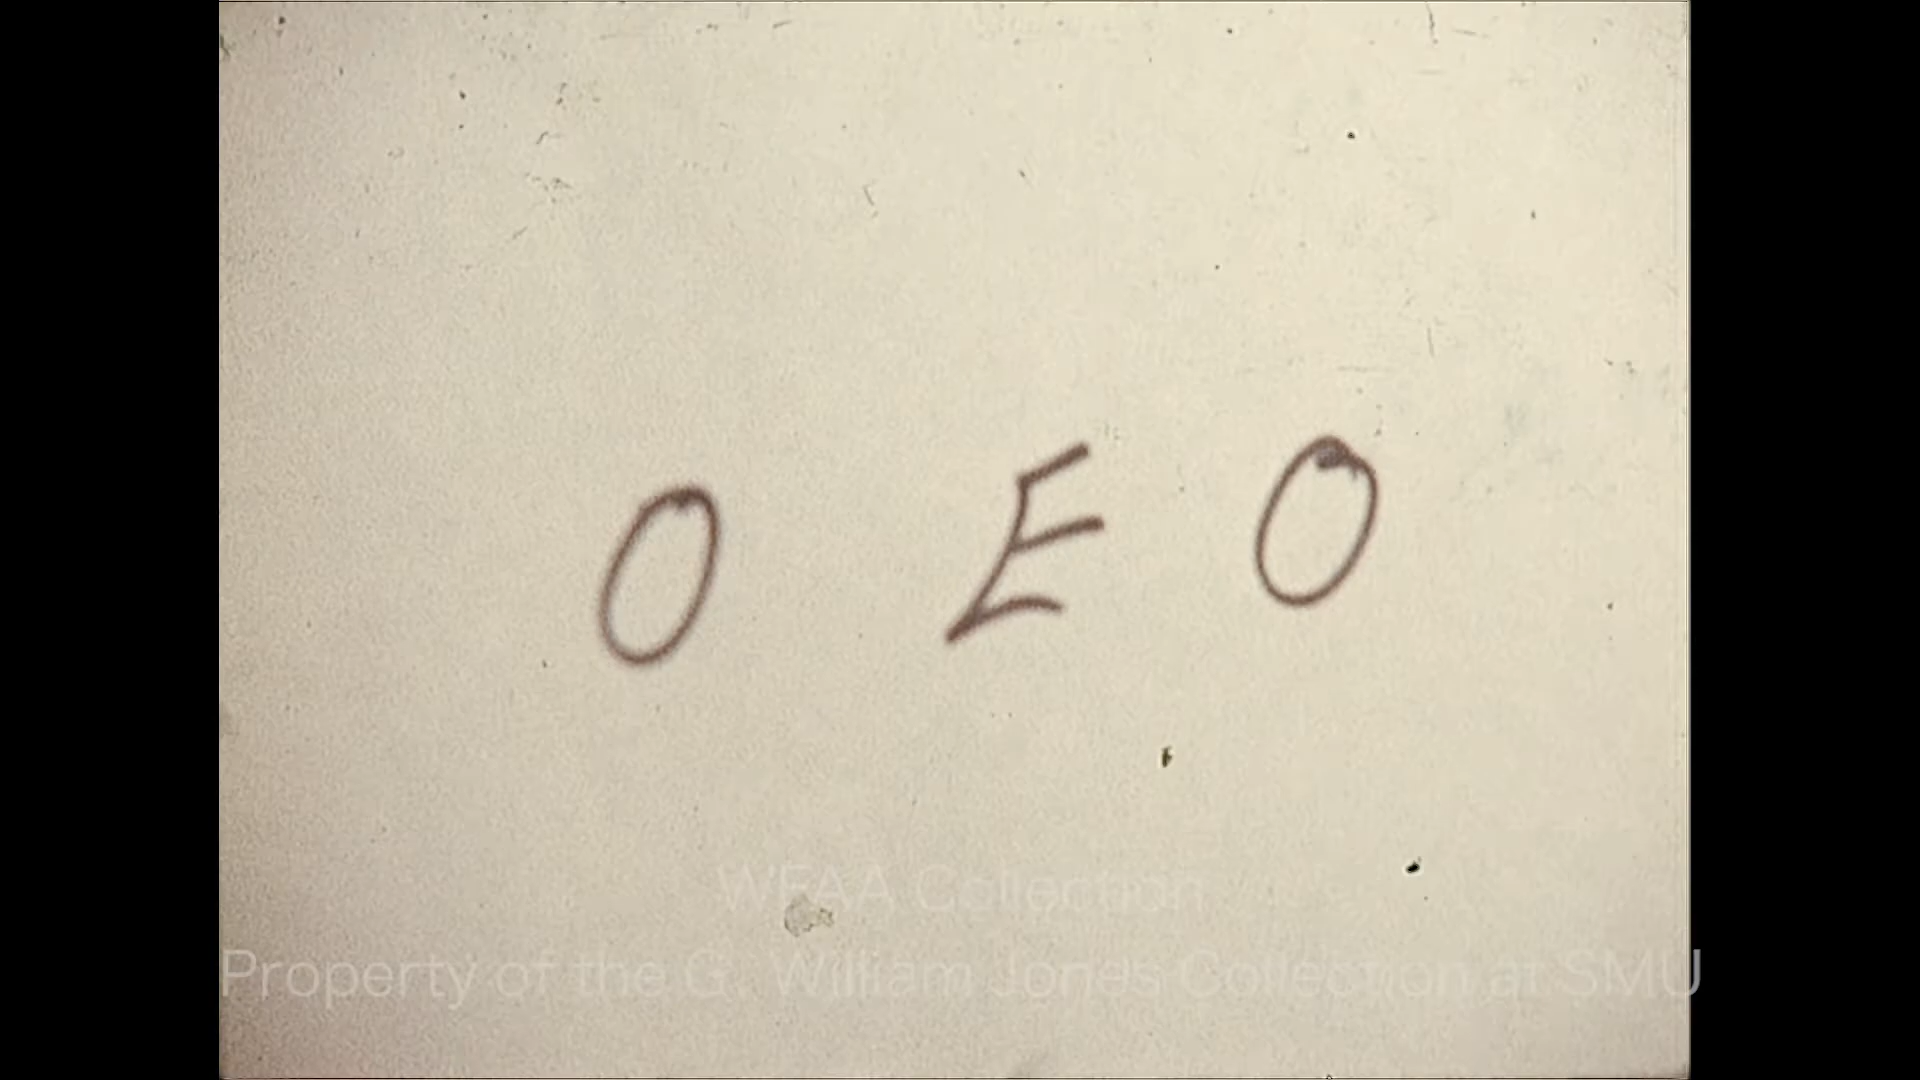 O E O
WFAA Collection
Property of the G. William Jones Collection at SMU